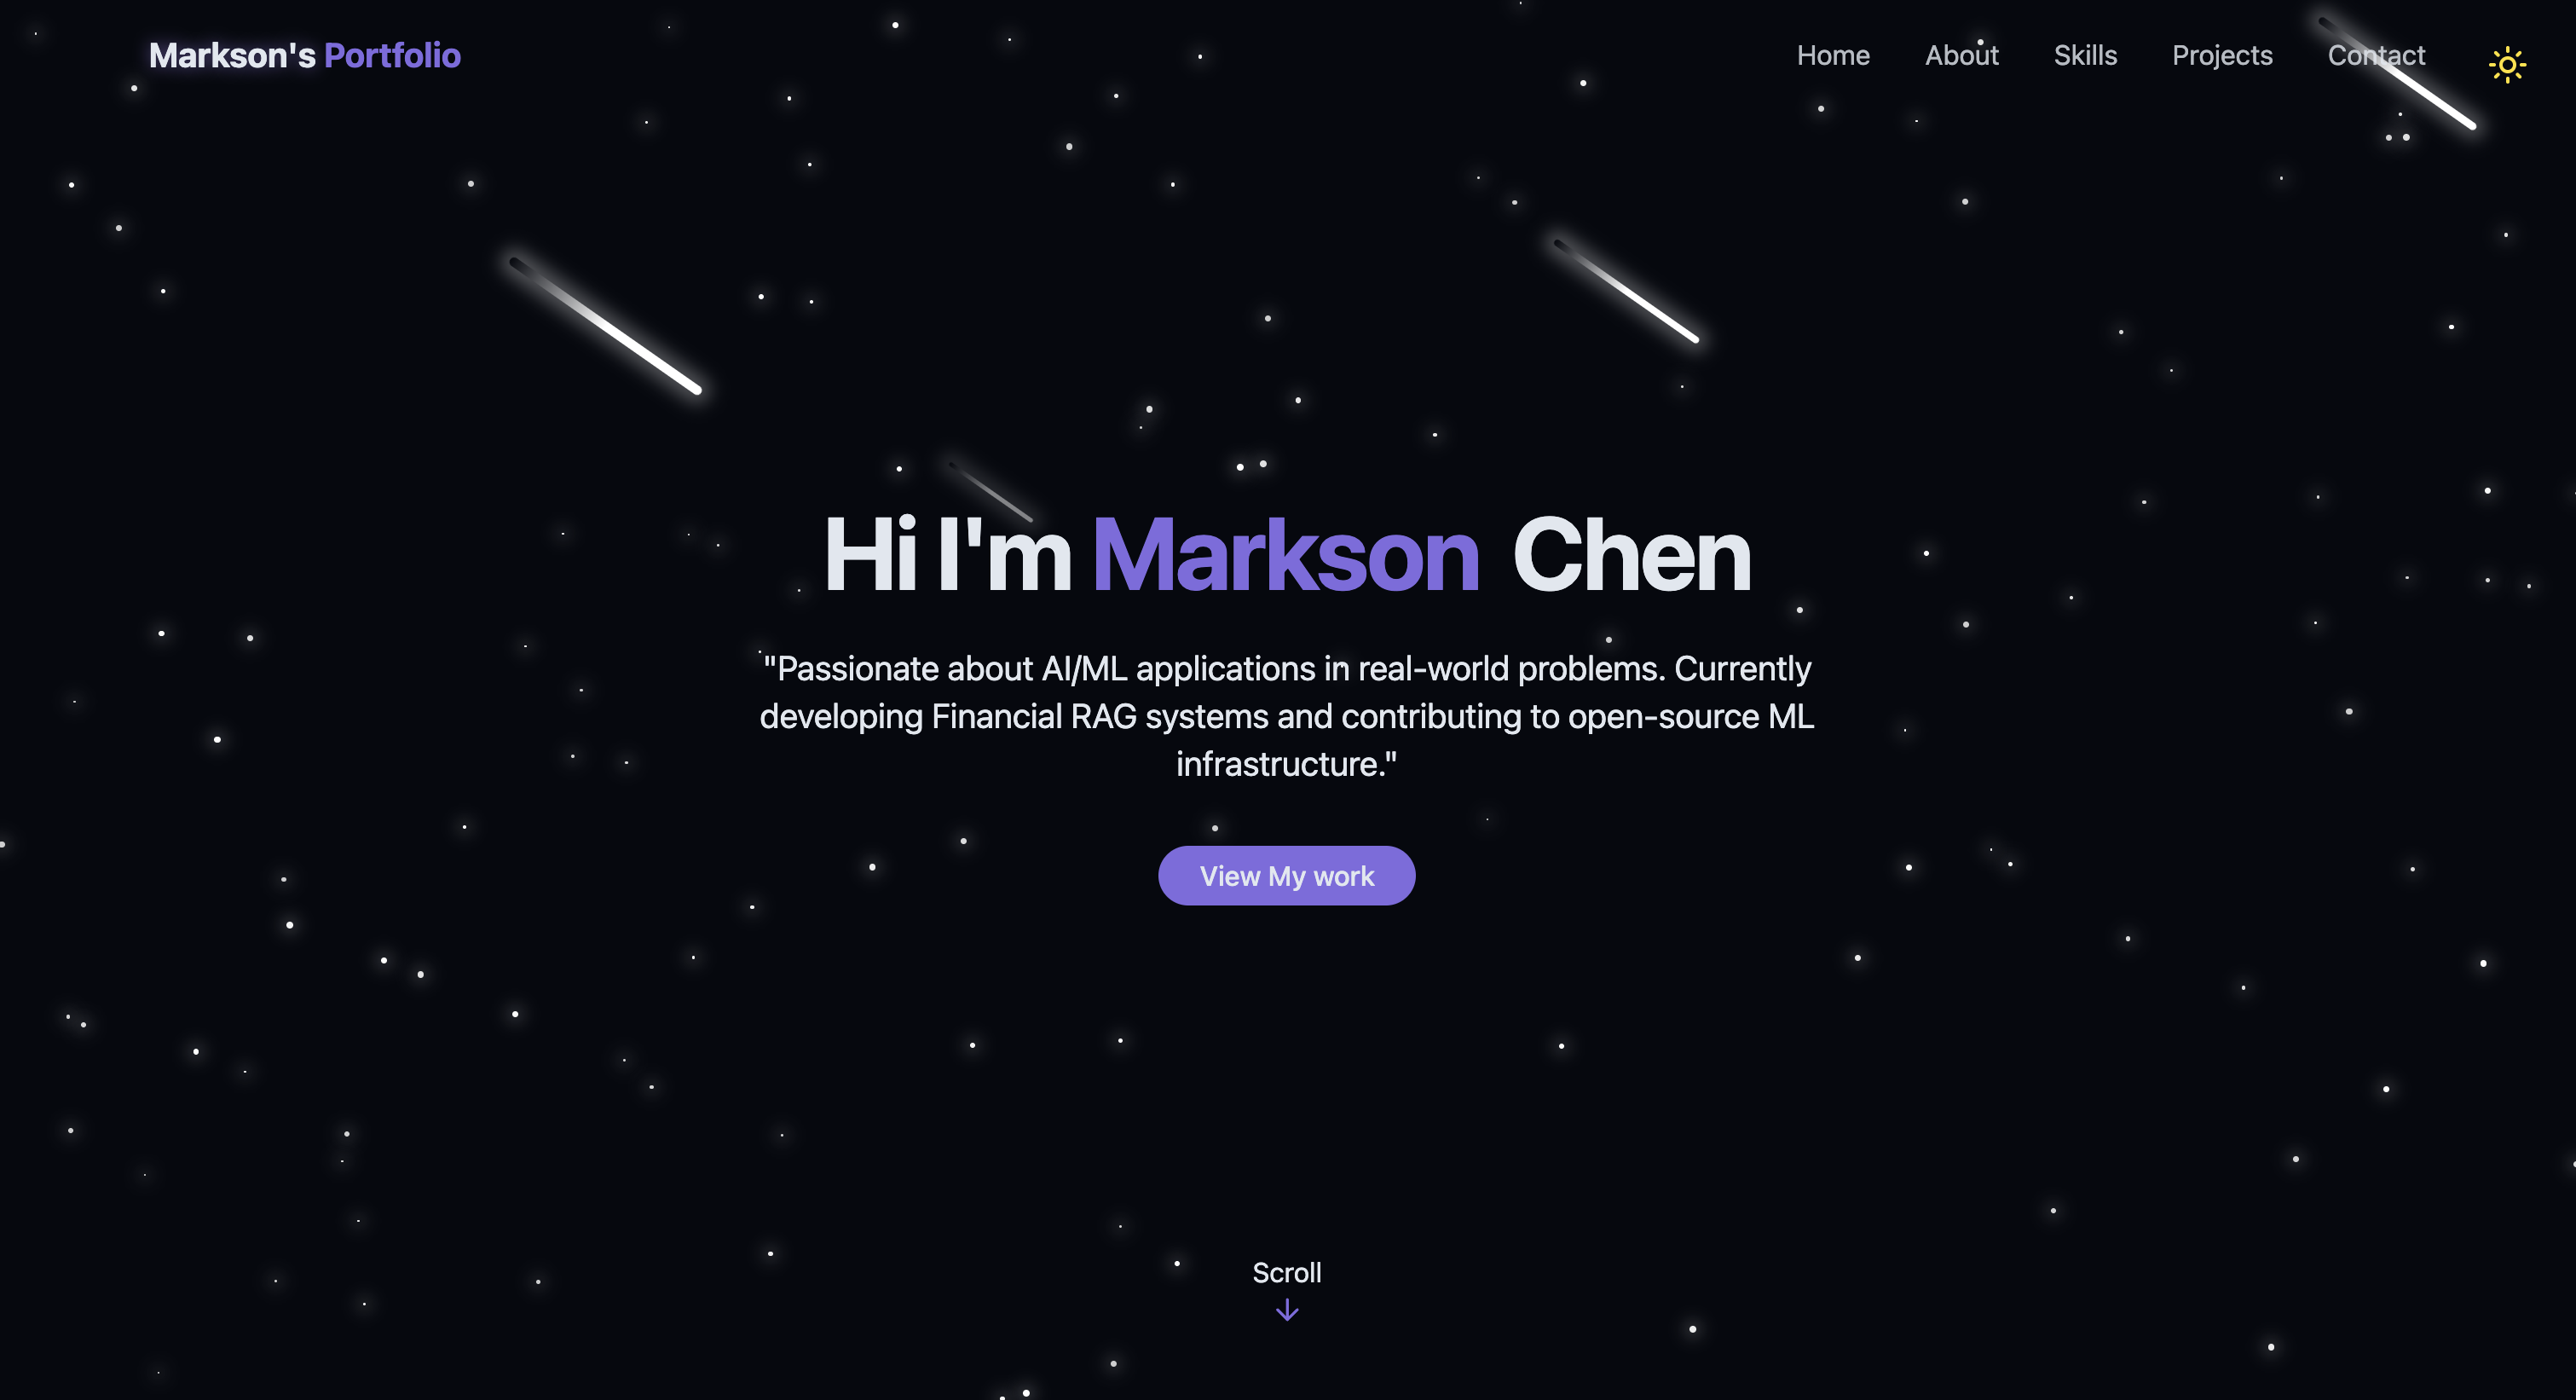 Markson's Portfolio
Home About Skills Projects Contact
Hi I'm Markson Chen
"Passionate about AI/ML applications in real-world problems. Currently
developing Financial RAG systems and contributing to open-source ML
infrastructure."
View My work
Scroll